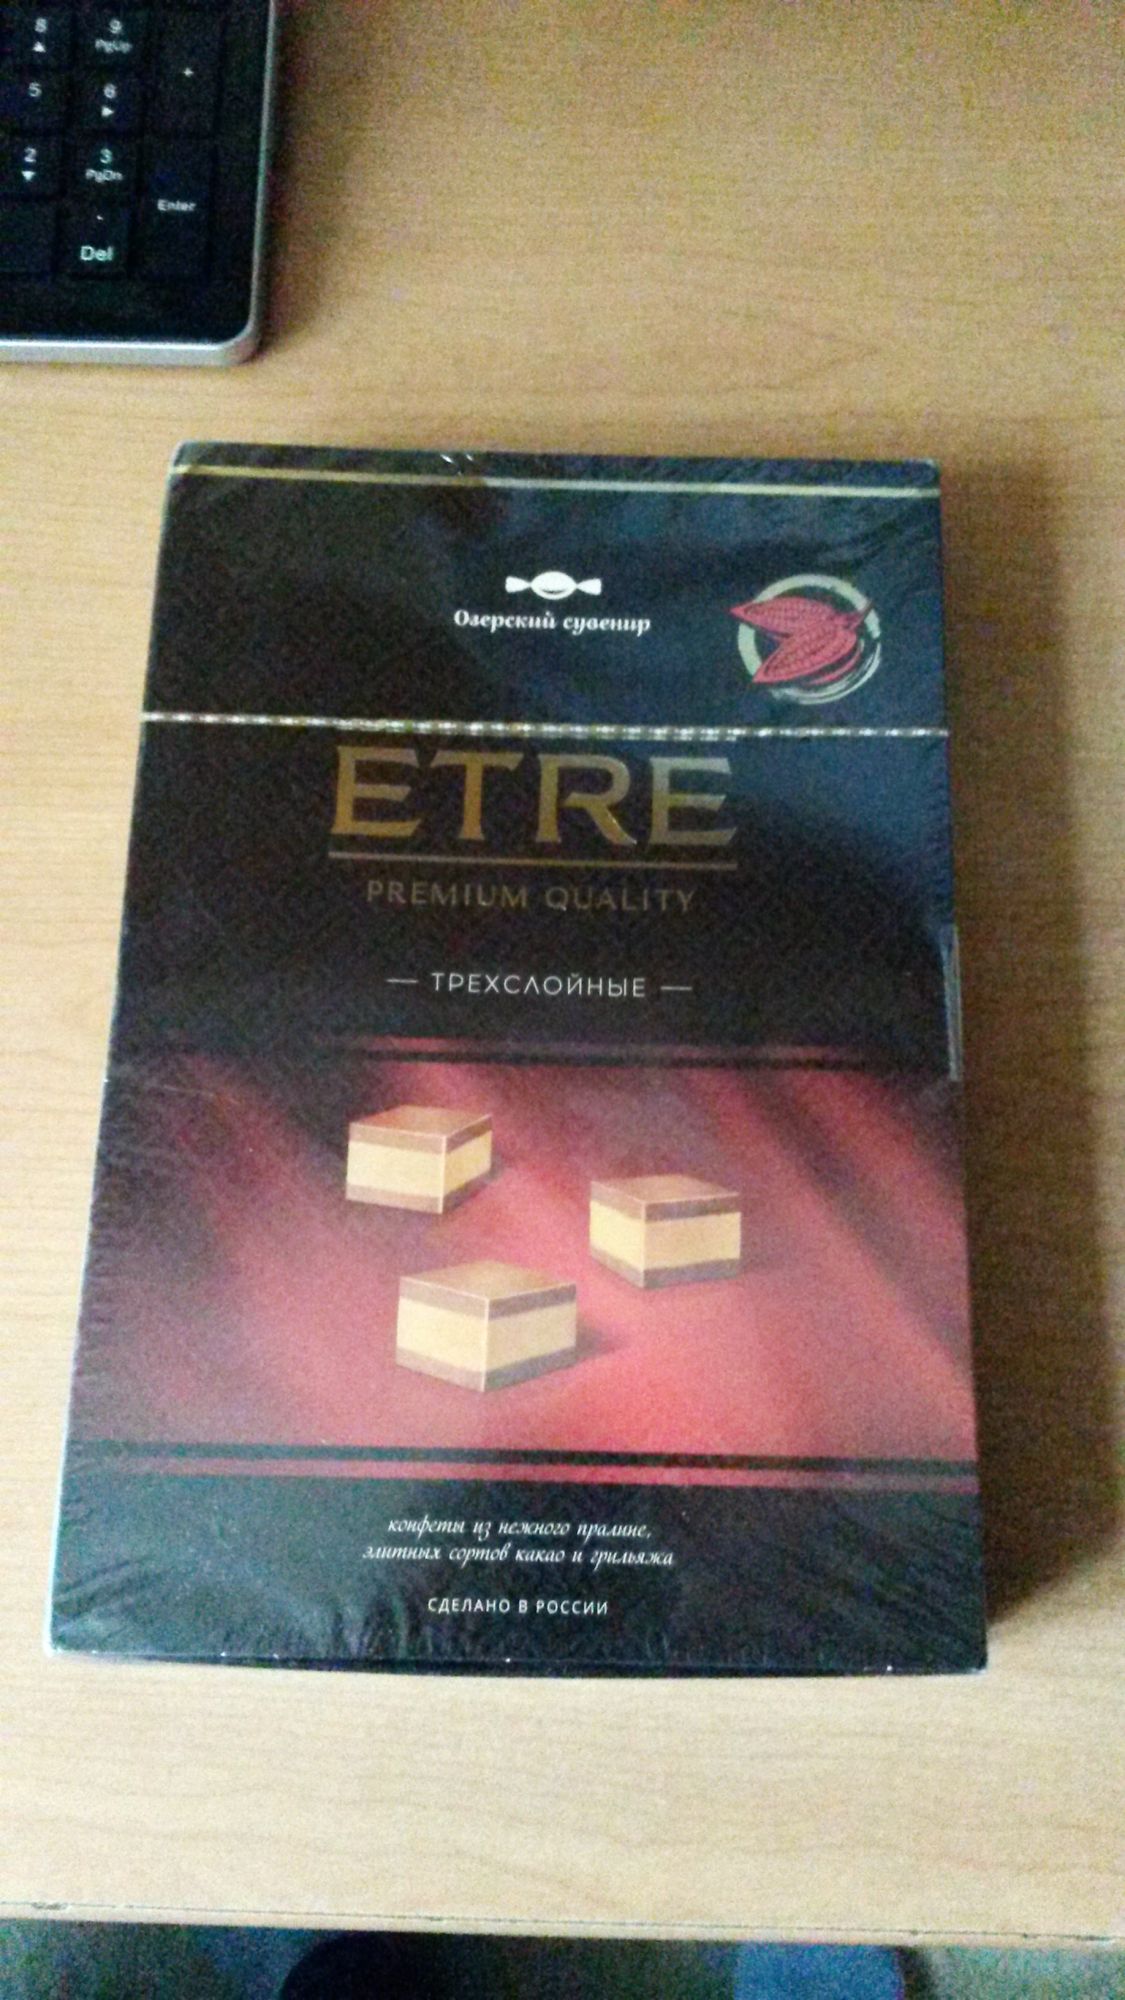 8
9
PgUp
+
5
6
2
3
PgDn
Enter
.
Del
Озерский сувенир
ETRE
PREMIUM QUALITY
— ТРЕХСЛОЙНЫЕ —
конфеты из нежного пралине,
элитных сортов какао и грильяжа
СДЕЛАНО В РОССИИ